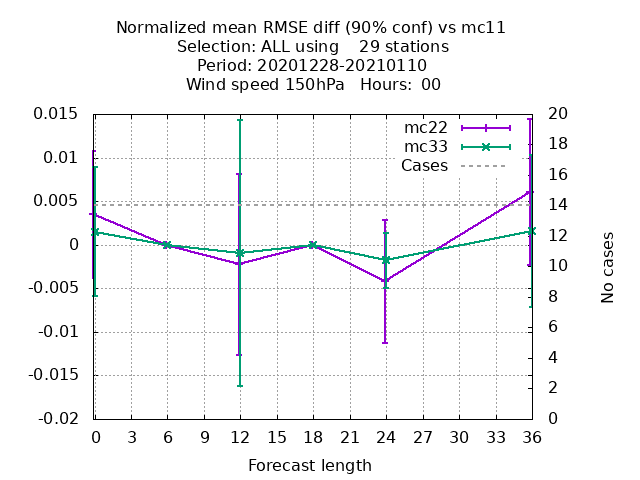 Normalized mean RMSE diff (90% conf) vs mc11
Selection: ALL using    29 stations
Period: 20201228-20210110
Wind speed 150hPa   Hours:  00
0.015
0.01
0.005
0
-0.005
-0.01
-0.015
-0.02
20
18
16
14
12
10
8
6
4
2
0
mc22
mc33
Cases
No cases
0 3 6 9 12 15 18 21 24 27 30 33 36
Forecast length